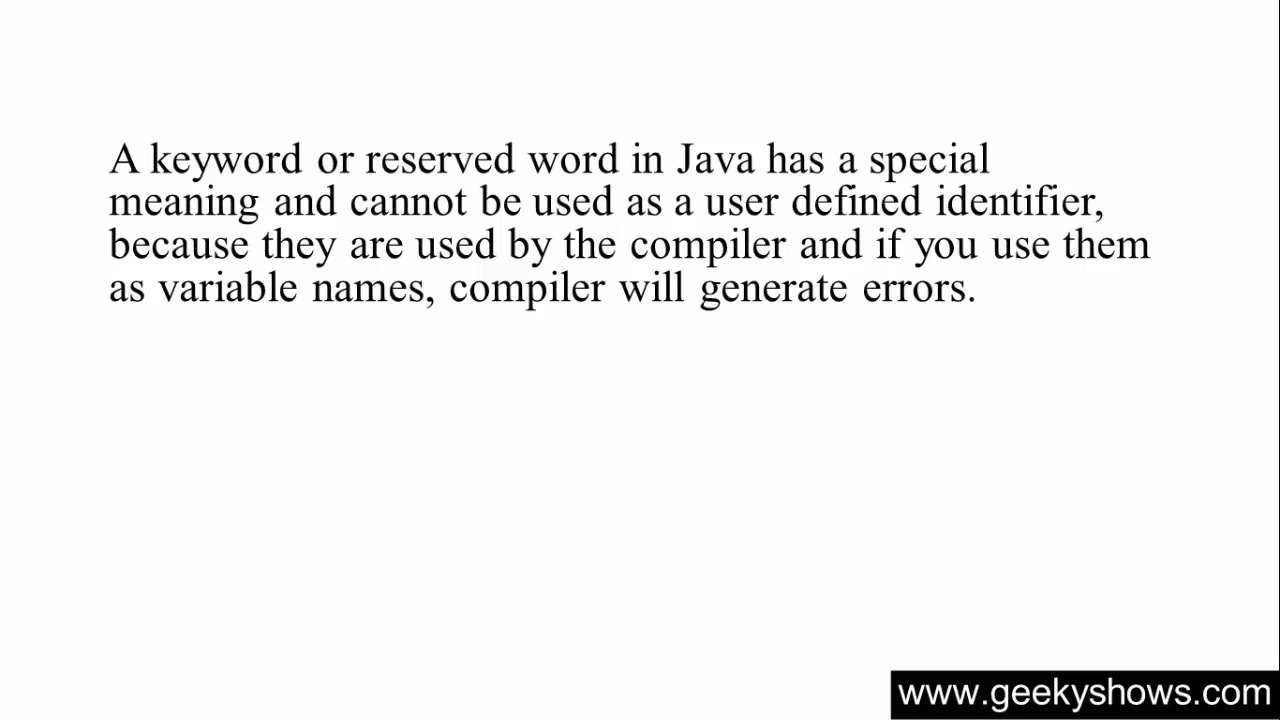 A keyword or reserved word in Java has a special
meaning and cannot be used as a user defined identifier,
because they are used by the compiler and if you use them
as variable names, compiler will generate errors.
www.geekyshows.com